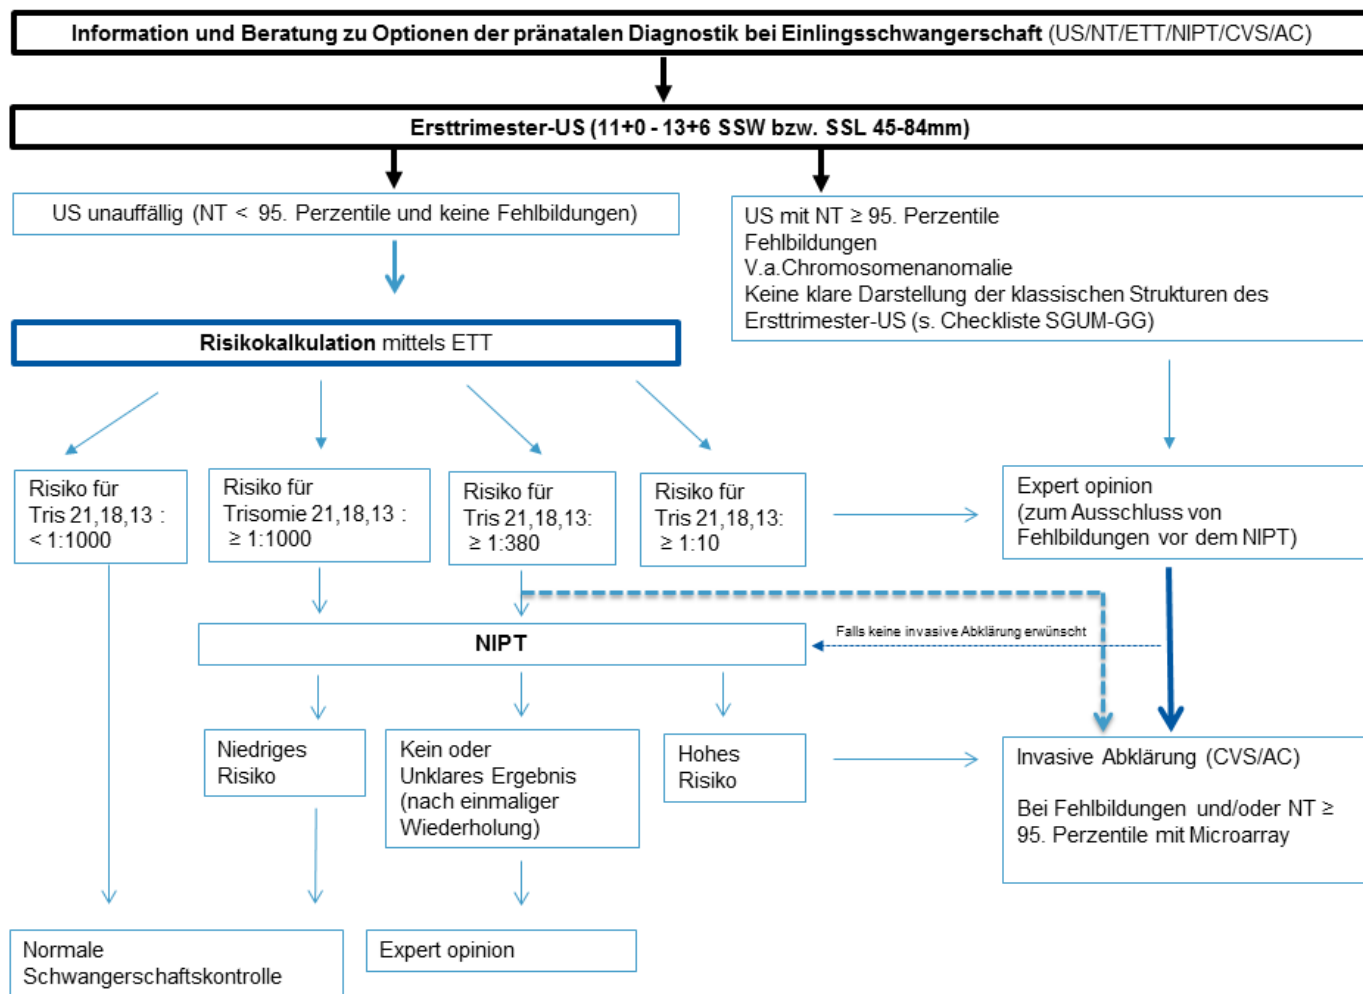 Information und Beratung zu Optionen der pränatalen Diagnostik bei Einlingsschwangerschaft (US/NT/ETT/NIPT/CVS/AC)
Ersttrimester-US (11+0 - 13+6 SSW bzw. SSL 45-84mm)
US unauffällig (NT < 95. Perzentile und keine Fehlbildungen)
US mit NT ≥ 95. Perzentile
Fehlbildungen
V.a.Chromosomenanomalie
Keine klare Darstellung der klassischen Strukturen des
Ersttrimester-US (s. Checkliste SGUM-GG)
Risikokalkulation mittels ETT
Risiko für
Tris 21,18,13 :
< 1:1000
Risiko für
Trisomie 21,18,13 :
≥ 1:1000
Risiko für
Tris 21,18,13:
≥ 1:380
Risiko für
Tris 21,18,13:
≥ 1:10
Expert opinion
(zum Ausschluss von
Fehlbildungen vor dem NIPT)
NIPT
Falls keine invasive Abklärung erwünscht
Niedriges
Risiko
Kein oder
Unklares Ergebnis
(nach einmaliger
Wiederholung)
Hohes
Risiko
Invasive Abklärung (CVS/AC)
Bei Fehlbildungen und/oder NT ≥
95. Perzentile mit Microarray
Normale
Schwangerschaftskontrolle
Expert opinion